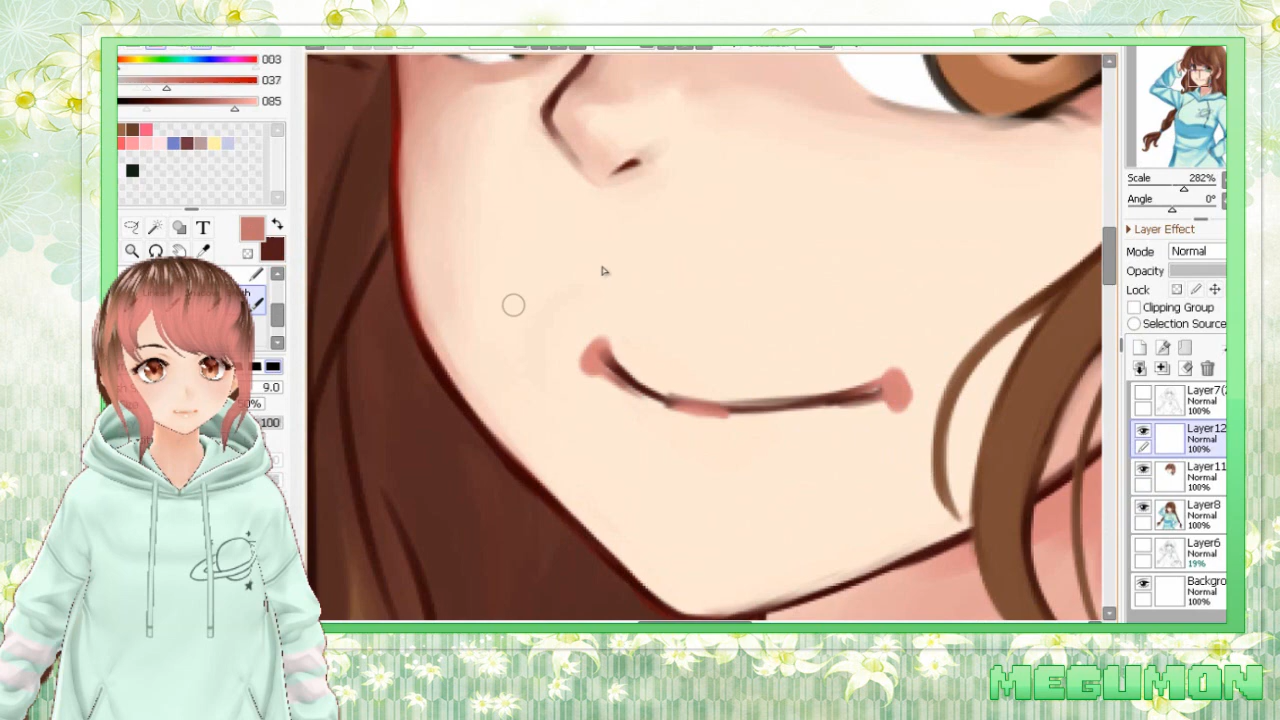 003
037
085
T
Scale 282%
Angle 0°
Layer Effect
Mode Normal
Opacity
Lock
Clipping Group
Selection Source
9.0
50%
100
Layer7(2
Normal
100%
Layer12
Normal
100%
Layer11
Normal
100%
Layer8
Normal
100%
Layer6
Normal
19%
Backgro
Normal
100%
MEGUMON